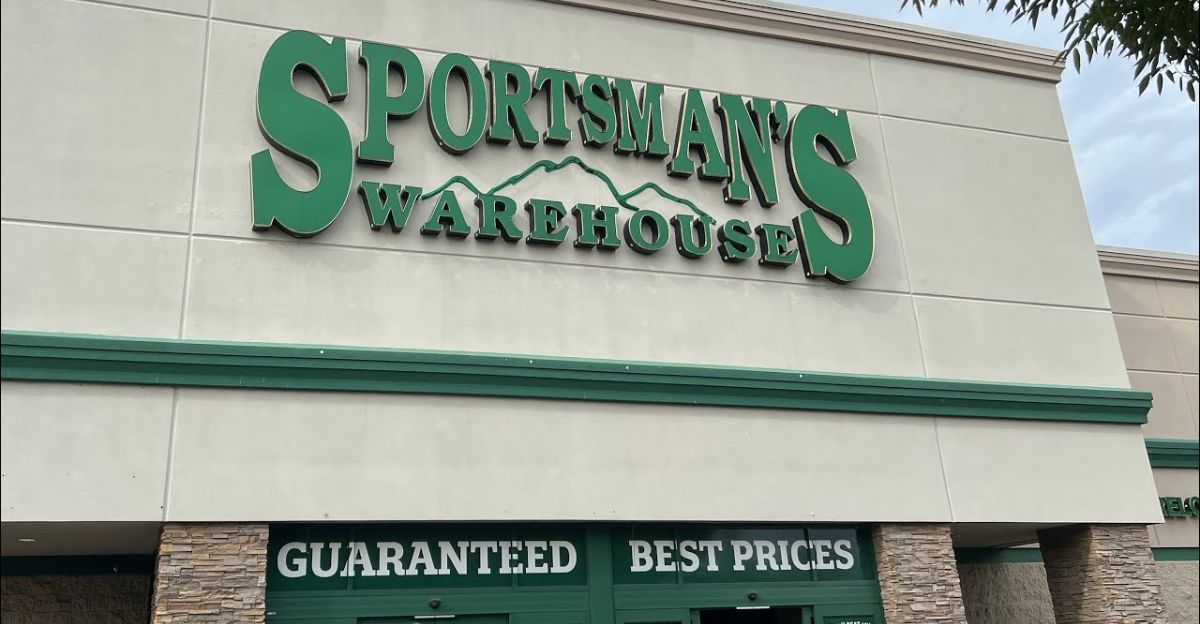 SPORTSMAN'S
WAREHOUSE
GUARANTEED BEST PRICES